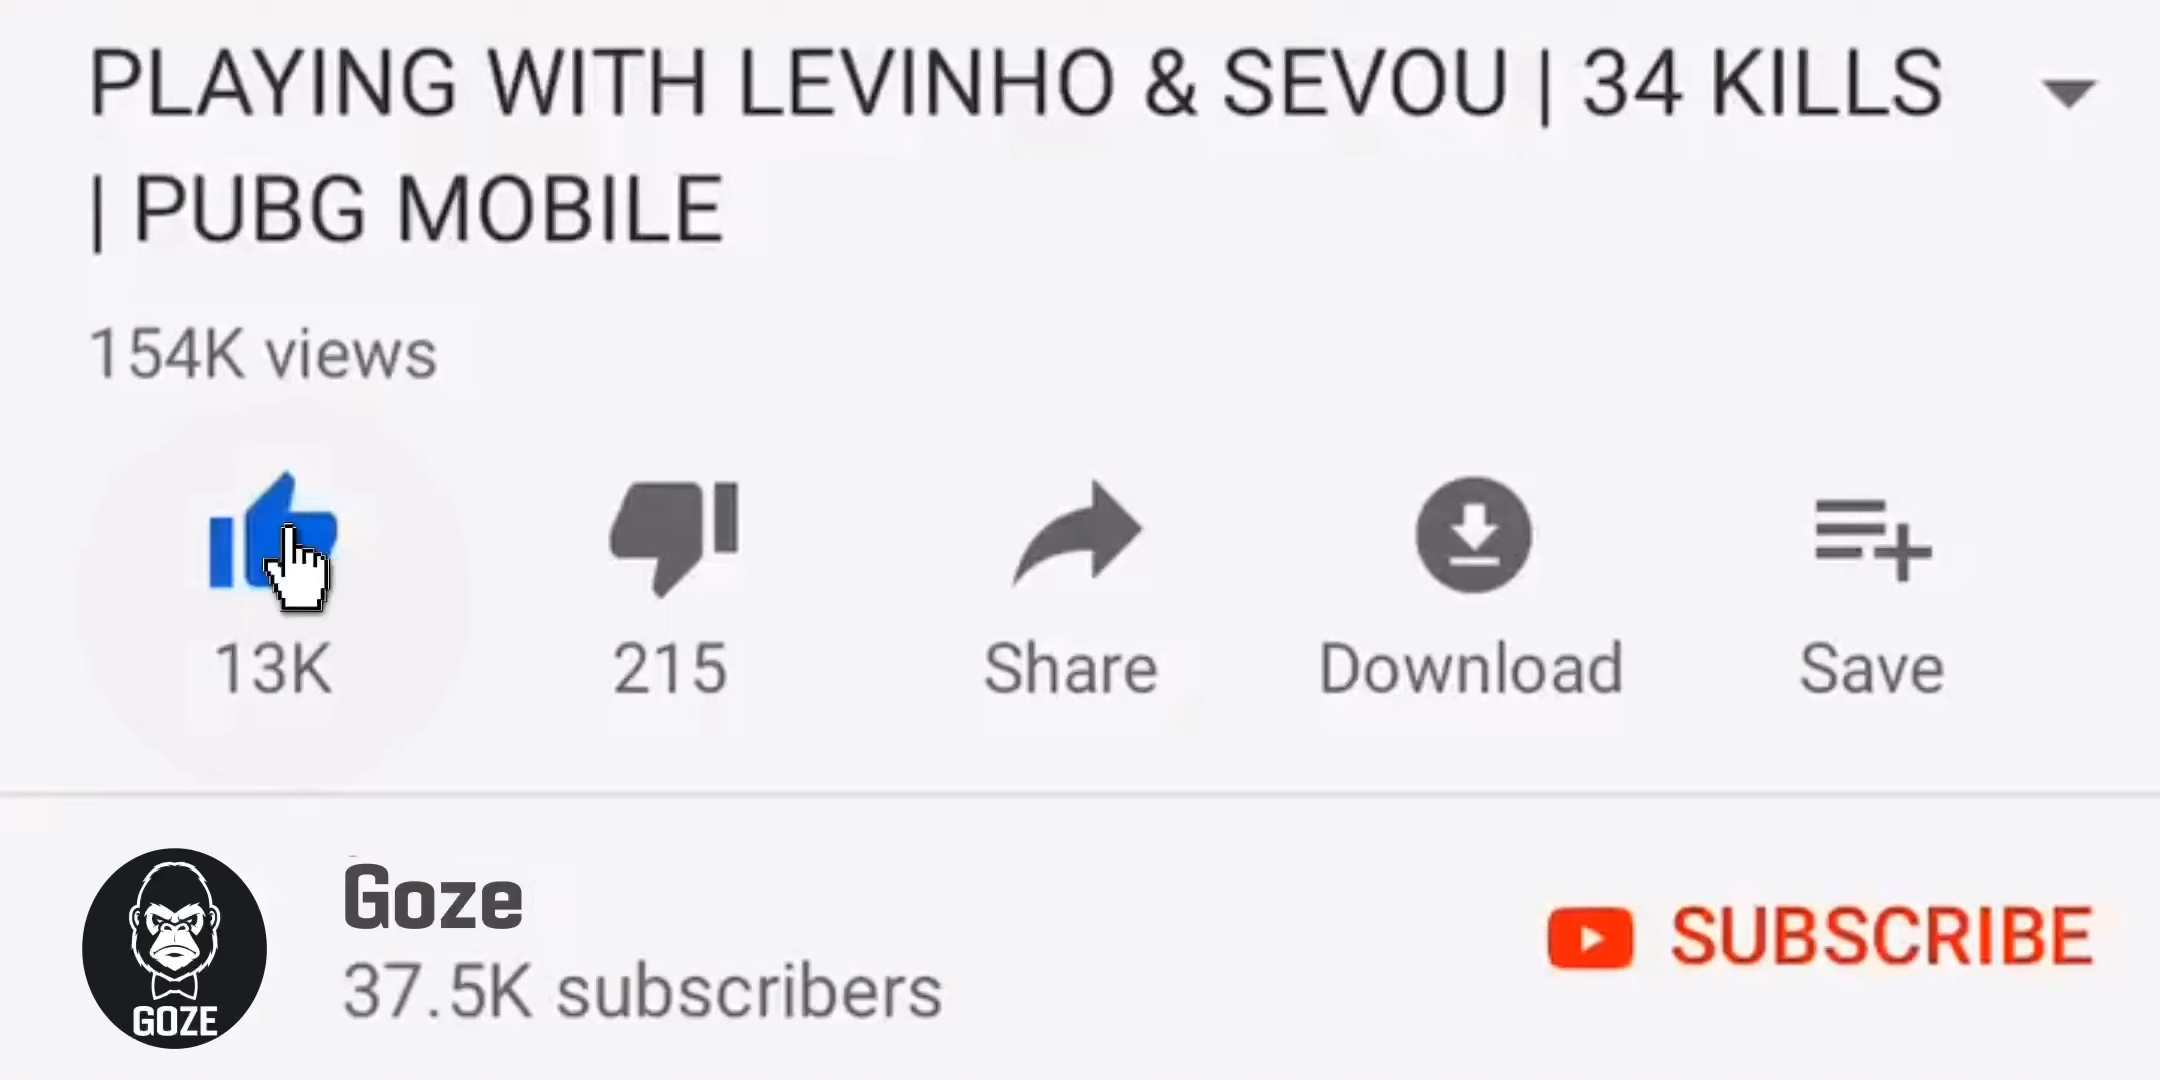 PLAYING WITH LEVINHO & SEVOU | 34 KILLS
| PUBG MOBILE
154K views
13K
215
Share
Download
Save
Goze
SUBSCRIBE
37.5K subscribers
GOZE